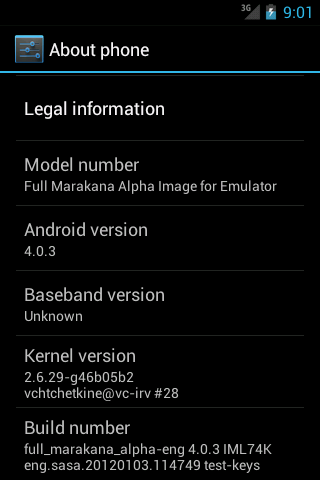 3G 9:01
About phone
Legal information
Model number
Full Marakana Alpha Image for Emulator
Android version
4.0.3
Baseband version
Unknown
Kernel version
2.6.29-g46b05b2
vchtchetkine@vc-irv #28
Build number
full_marakana_alpha-eng 4.0.3 IML74K
eng.sasa.20120103.114749 test-keys